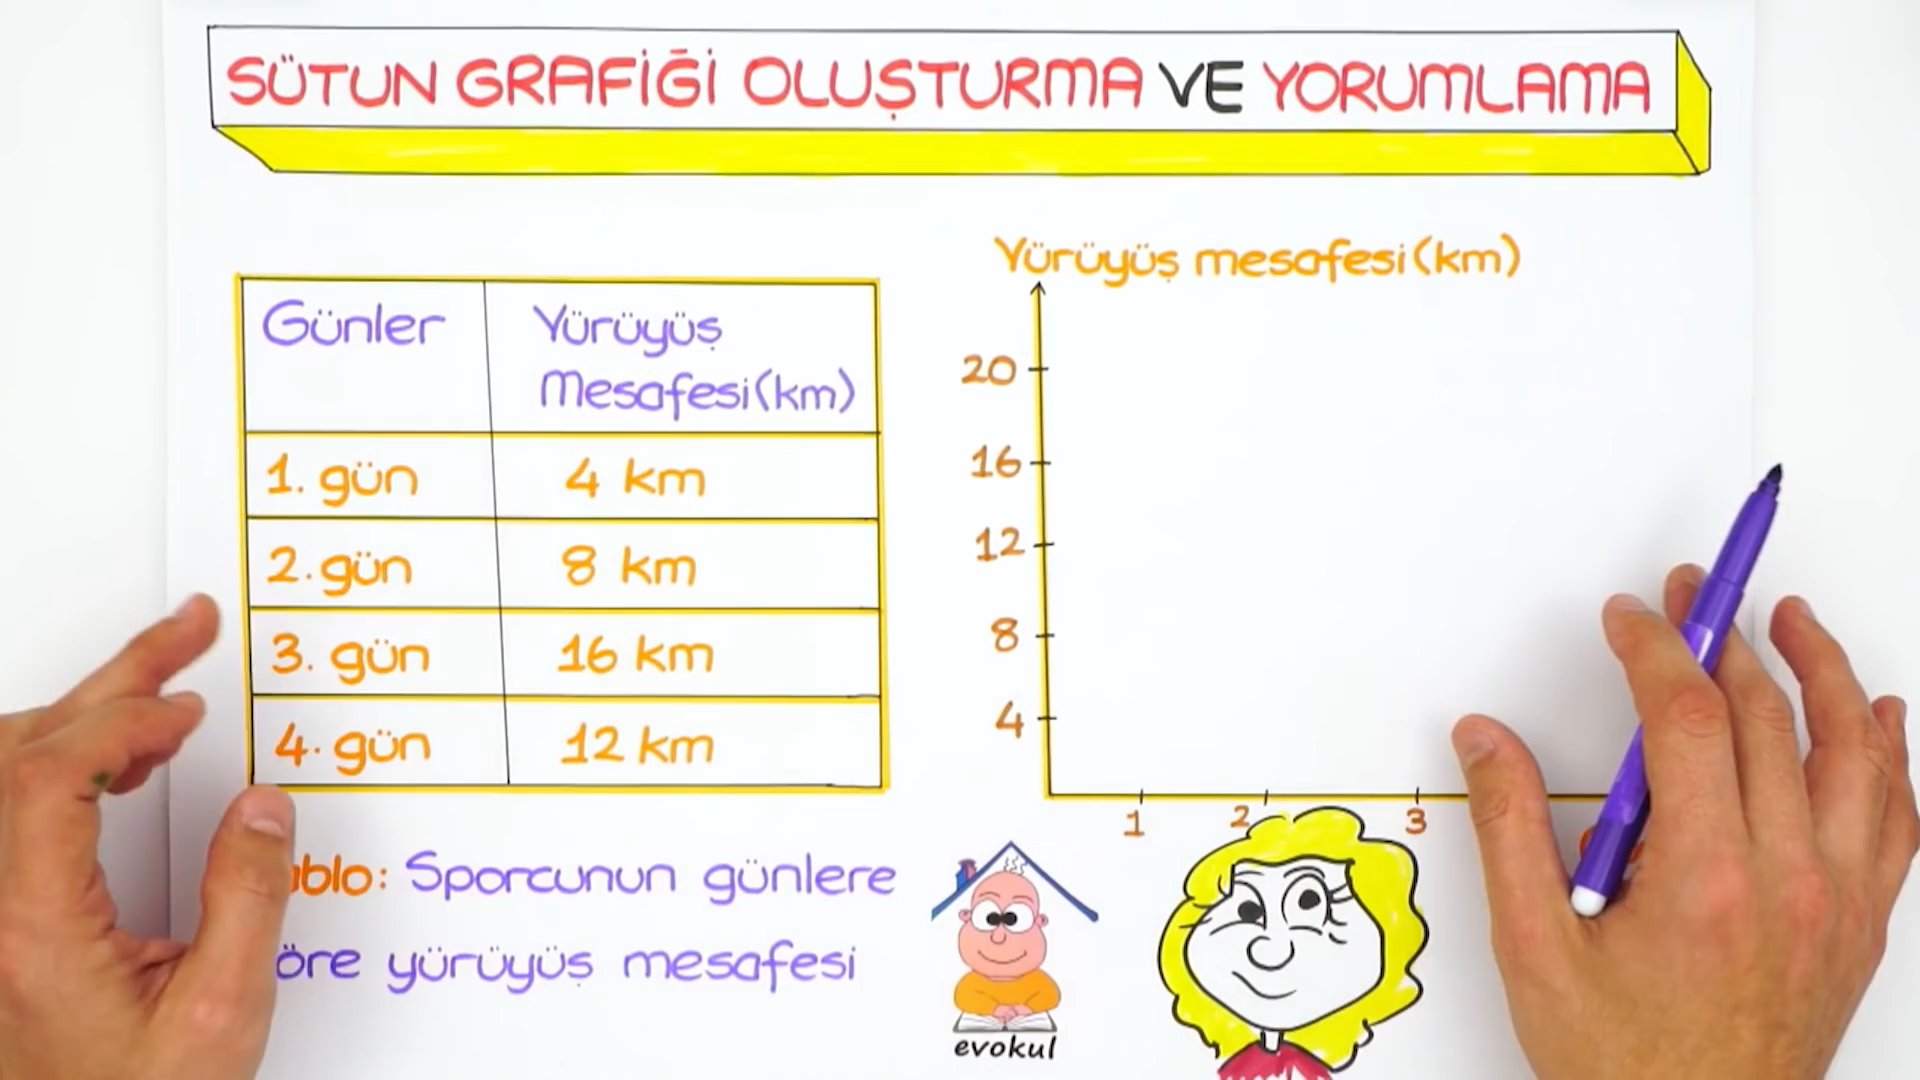 SÜTUN GRAFİĞİ OLUŞTURMA VE YORUMLAMA
Günler
Yürüyüş
Mesafesi(km)
1. gün
4 km
2. gün
8 km
3. gün
16 km
4. gün
12 km
Sporcunun günlere
yürüyüş mesafesi
Yürüyüş mesafesi(km)
20
16
12
8
4
1
2
3
evokul